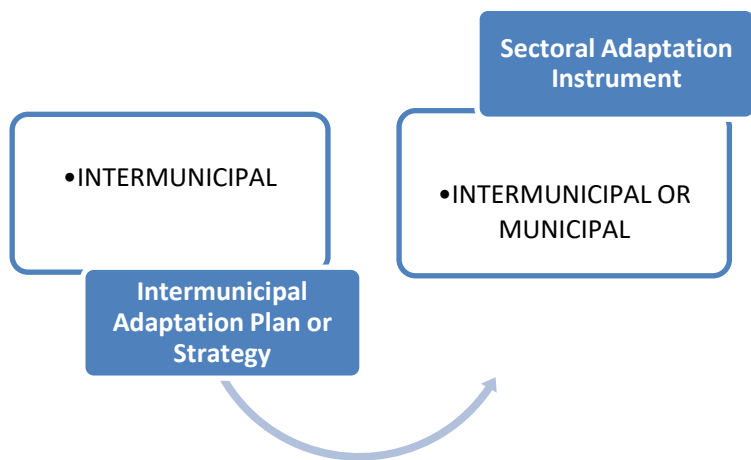 •INTERMUNICIPAL
Intermunicipal
Adaptation Plan or
Strategy
Sectoral Adaptation
Instrument
•INTERMUNICIPAL OR
MUNICIPAL